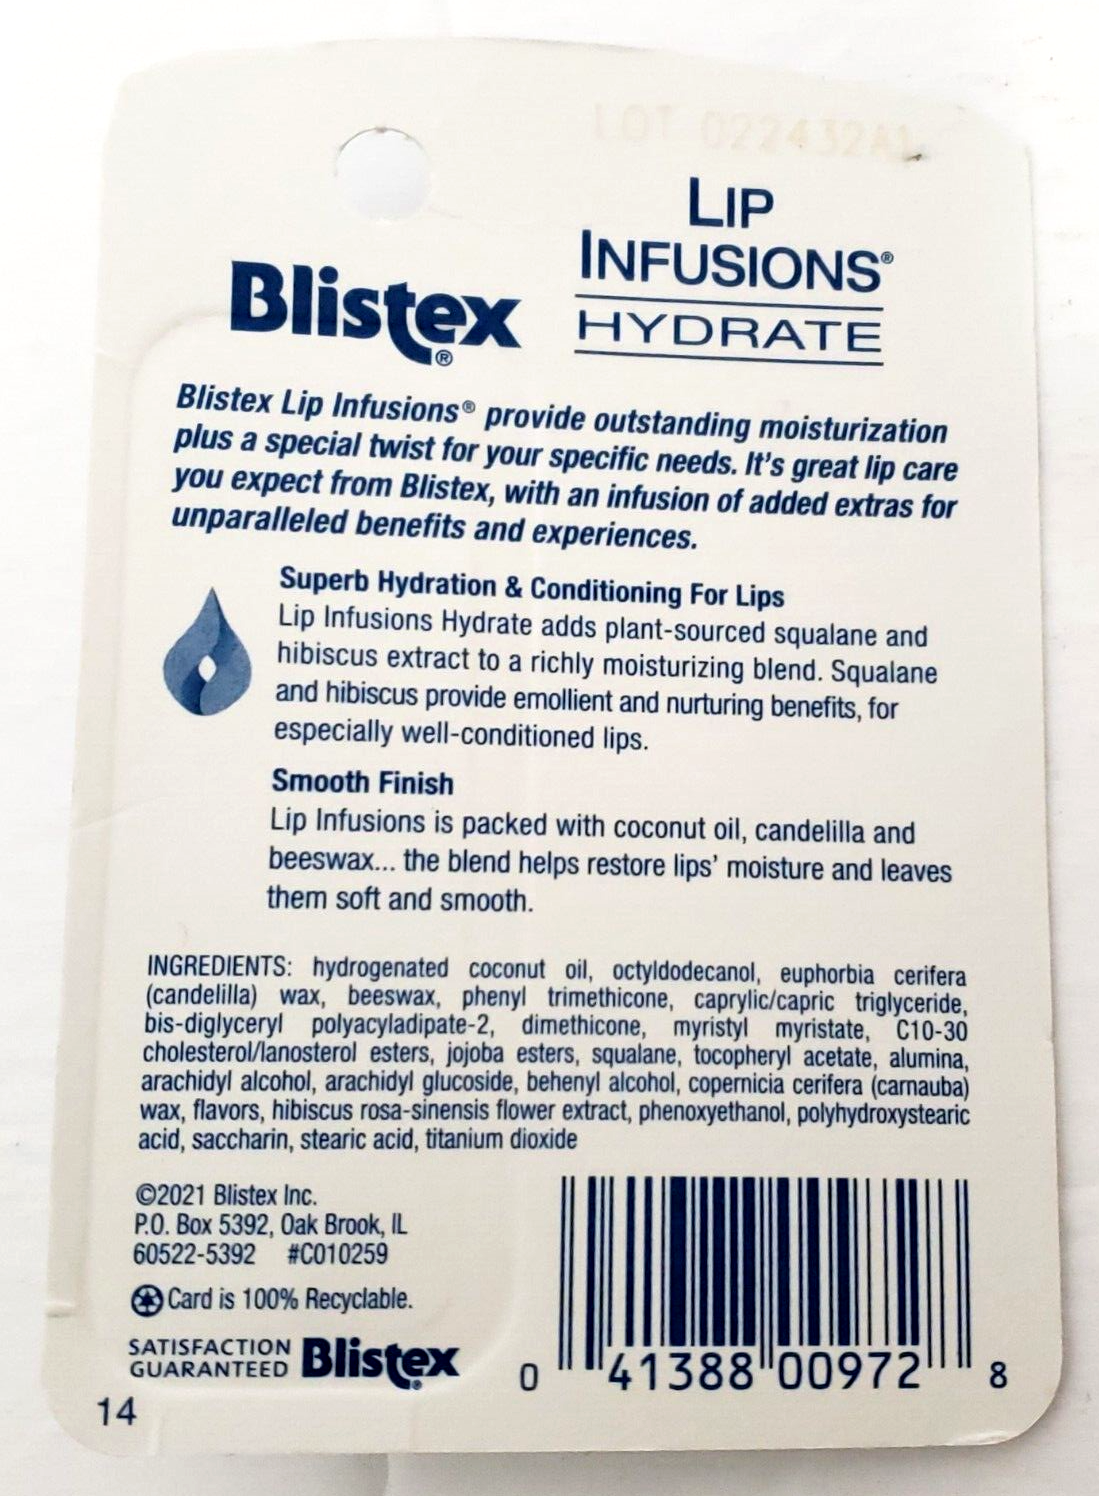 LOT 022432A1
LIP
INFUSIONS®
HYDRATE
Blistex®
Blistex Lip Infusions® provide outstanding moisturization
plus a special twist for your specific needs. It's great lip care
you expect from Blistex, with an infusion of added extras for
unparalleled benefits and experiences.
Superb Hydration & Conditioning For Lips
Lip Infusions Hydrate adds plant-sourced squalane and
hibiscus extract to a richly moisturizing blend. Squalane
and hibiscus provide emollient and nurturing benefits, for
especially well-conditioned lips.
Smooth Finish
Lip Infusions is packed with coconut oil, candelilla and
beeswax... the blend helps restore lips' moisture and leaves
them soft and smooth.
INGREDIENTS: hydrogenated coconut oil, octyldodecanol, euphorbia cerifera
(candelilla) wax, beeswax, phenyl trimethicone, caprylic/capric triglyceride,
bis-diglyceryl polyacyladipate-2, dimethicone, myristyl myristate, C10-30
cholesterol/lanosterol esters, jojoba esters, squalane, tocopheryl acetate, alumina,
arachidyl alcohol, arachidyl glucoside, behenyl alcohol, copernicia cerifera (carnauba)
wax, flavors, hibiscus rosa-sinensis flower extract, phenoxyethanol, polyhydroxystearic
acid, saccharin, stearic acid, titanium dioxide
©2021 Blistex Inc.
P.O. Box 5392, Oak Brook, IL
60522-5392 #C010259
Card is 100% Recyclable.
SATISFACTION
GUARANTEED
Blistex®
0 41388 00972 8
14